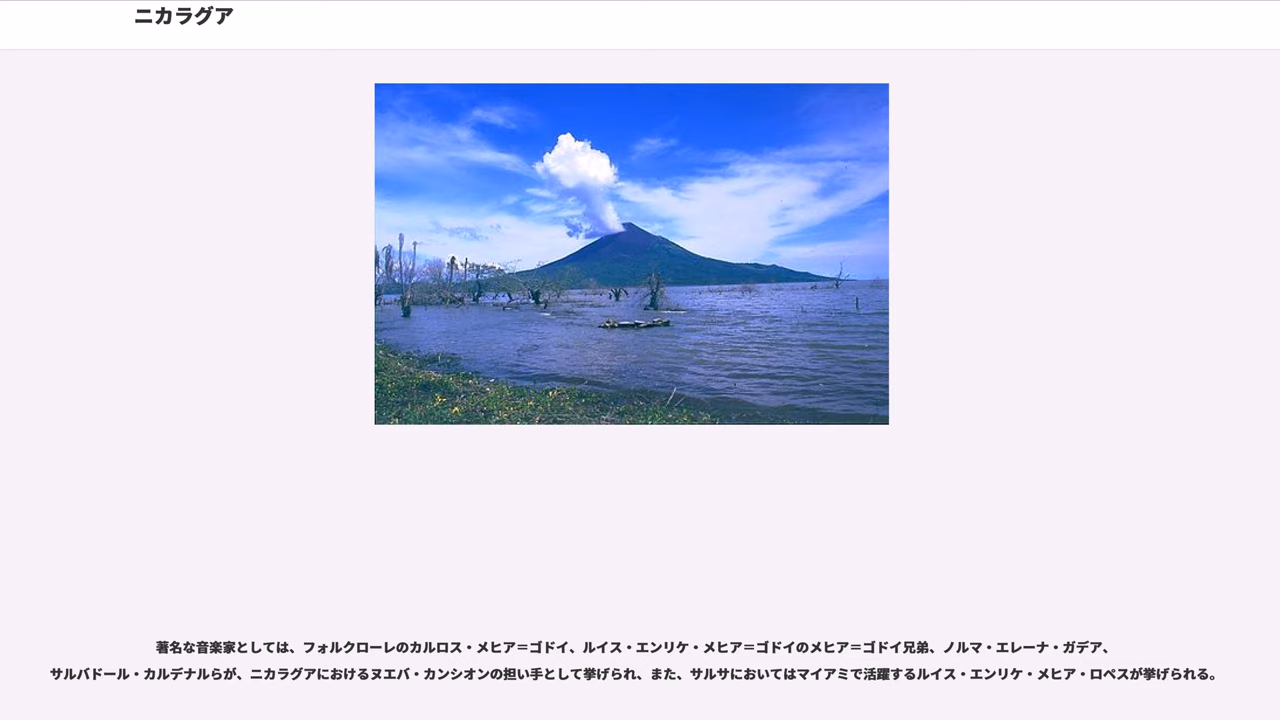 ニカラグア
著名な音楽家としては、フォルクローレのカルロス・メヒア＝ゴドイ、ルイス・エンリケ・メヒア＝ゴドイのメヒア＝ゴドイ兄弟、ノルマ・エレーナ・ガデア、
サルバドール・カルデナルらが、ニカラグアにおけるヌエバ・カンシオンの担い手として挙げられ、また、サルサにおいてはマイアミで活躍するルイス・エンリケ・メヒア・ロペスが挙げられる。